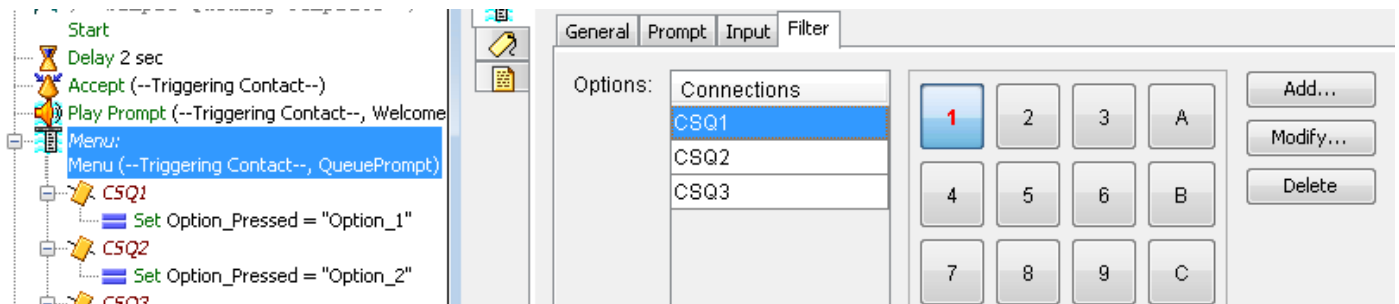 Start
Delay 2 sec
Accept (--Triggering Contact--)
Play Prompt (--Triggering Contact--, Welcome
Menu:
Menu (--Triggering Contact--, QueuePrompt)
CSQ1
Set Option_Pressed = "Option_1"
CSQ2
Set Option_Pressed = "Option_2"
CSQ3
General Prompt Input Filter
Options:
Connections
CSQ1
CSQ2
CSQ3
1 2 3 A
4 5 6 B
7 8 9 C
Add...
Modify...
Delete